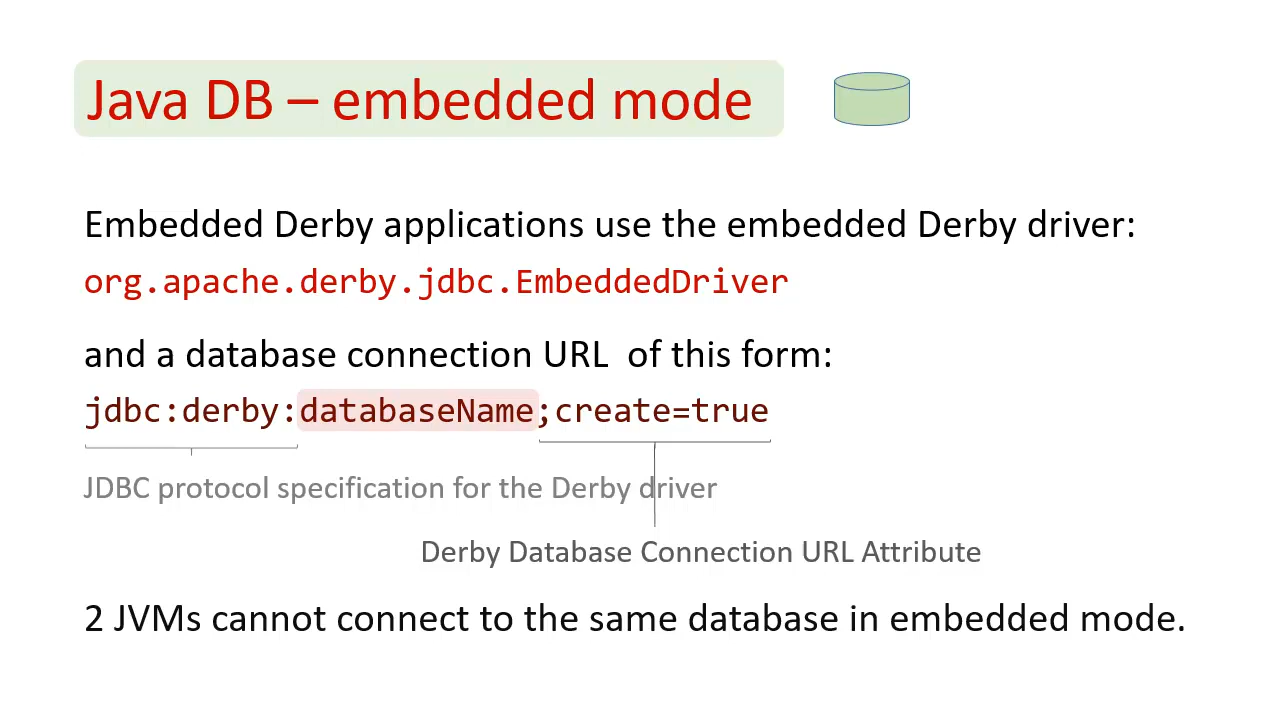 Java DB – embedded mode
Embedded Derby applications use the embedded Derby driver:
org.apache.derby.jdbc.EmbeddedDriver
and a database connection URL  of this form:
jdbc:derby:databaseName;create=true
JDBC protocol specification for the Derby driver
Derby Database Connection URL Attribute
2 JVMs cannot connect to the same database in embedded mode.